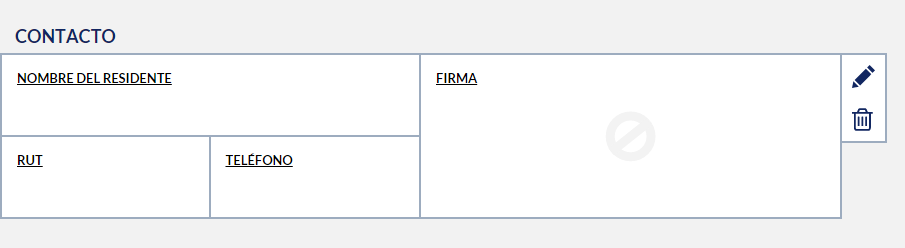 CONTACTO
NOMBRE DEL RESIDENTE
FIRMA
RUT
TELÉFONO